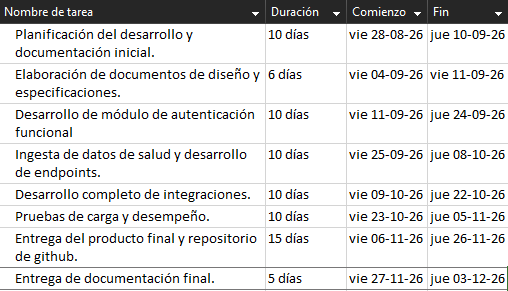 Nombre de tarea Duración Comienzo Fin
Planificación del desarrollo y 10 días vie 28-08-26 jue 10-09-26
documentación inicial.
Elaboración de documentos de diseño y 6 días vie 04-09-26 vie 11-09-26
especificaciones.
Desarrollo de módulo de autenticación 10 días vie 11-09-26 jue 24-09-26
funcional
Ingesta de datos de salud y desarrollo 10 días vie 25-09-26 jue 08-10-26
de endpoints.
Desarrollo completo de integraciones. 10 días vie 09-10-26 jue 22-10-26
Pruebas de carga y desempeño. 10 días vie 23-10-26 jue 05-11-26
Entrega del producto final y repositorio 15 días vie 06-11-26 jue 26-11-26
de github.
Entrega de documentación final. 5 días vie 27-11-26 jue 03-12-26